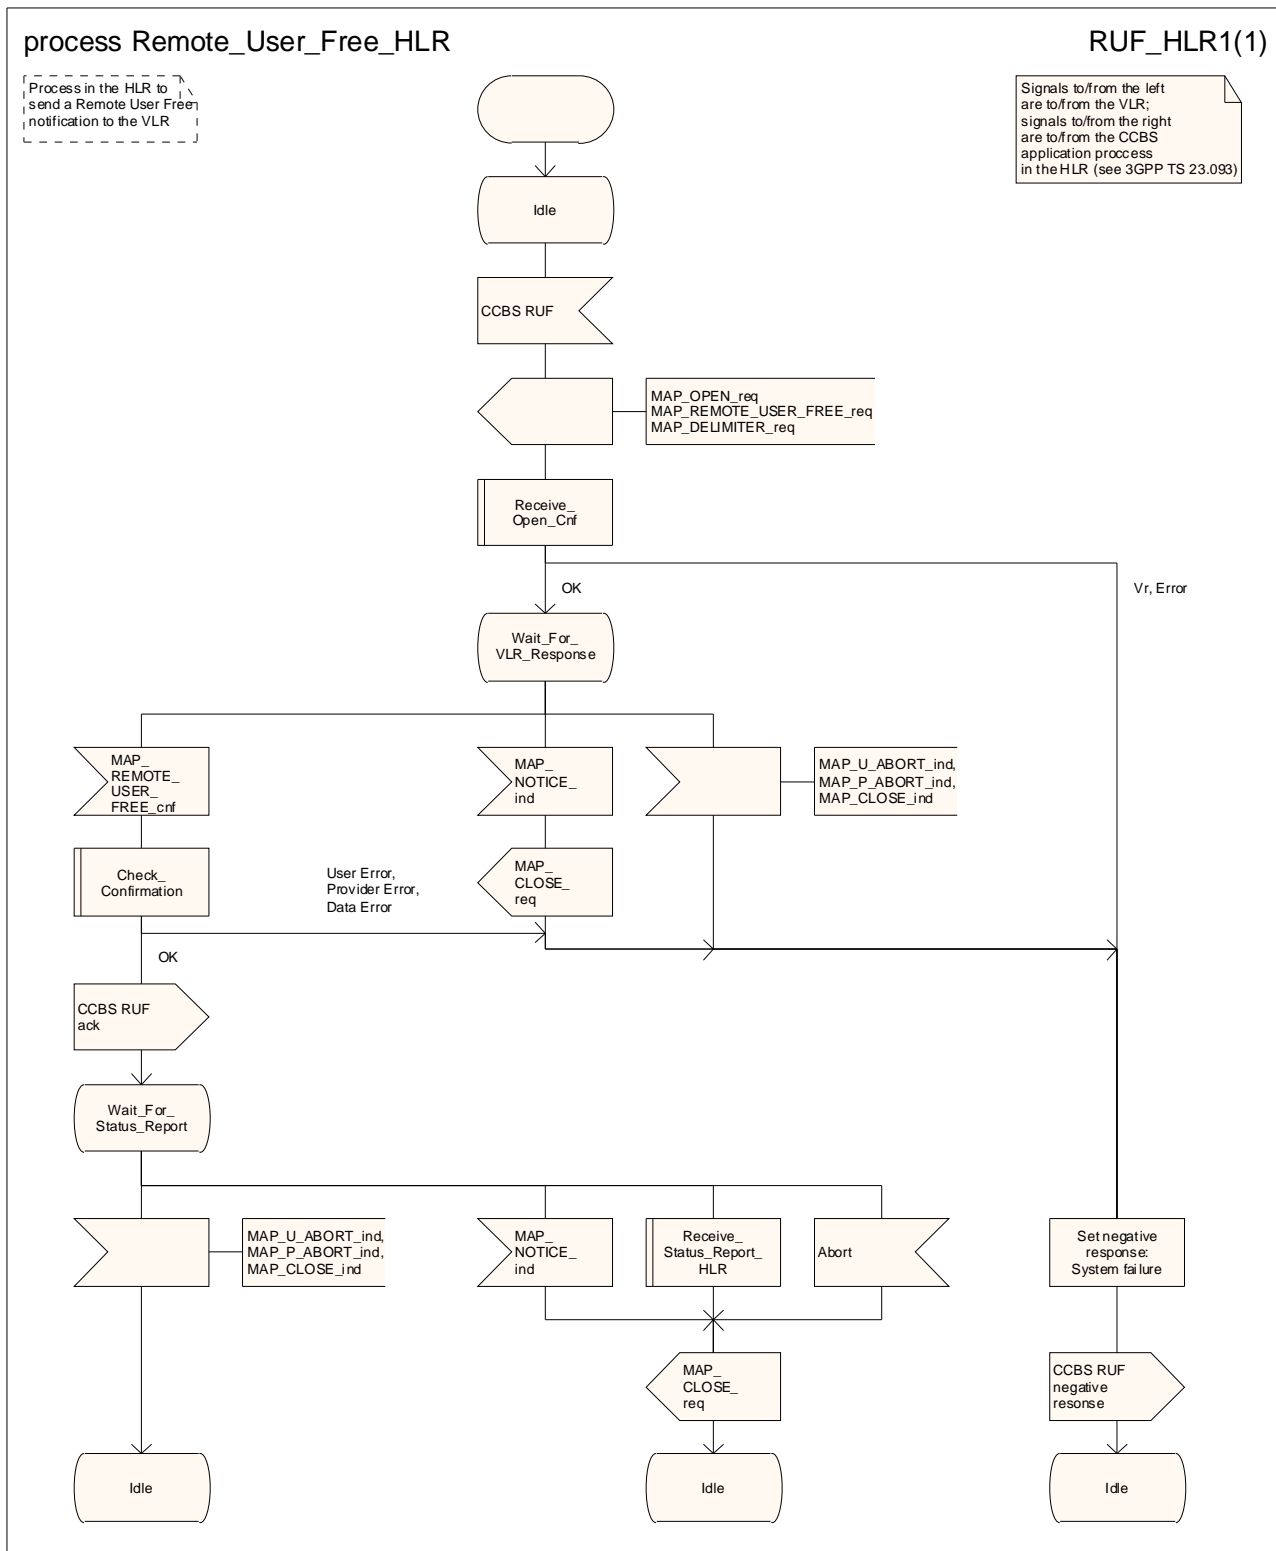 process Remote_User_Free_HLR
RUF_HLR1(1)
Process in the HLR to
send a Remote User Free
notification to the VLR
Signals to/from the left
are to/from the VLR;
signals to/from the right
are to/from the CCBS
application proccess
in the HLR (see 3GPP TS 23.093)
Idle
CCBS RUF
MAP_OPEN_req
MAP_REMOTE_USER_FREE_req
MAP_DELIMITER_req
Receive_
Open_Cnf
OK
Vr, Error
Wait_For_
VLR_Response
MAP_
REMOTE_
USER_
FREE_cnf
MAP_
NOTICE_
ind
MAP_U_ABORT_ind,
MAP_P_ABORT_ind,
MAP_CLOSE_ind
Check_
Confirmation
User Error,
Provider Error,
Data Error
MAP_
CLOSE_
req
OK
CCBS RUF
ack
Wait_For_
Status_Report
MAP_U_ABORT_ind,
MAP_P_ABORT_ind,
MAP_CLOSE_ind
MAP_
NOTICE_
ind
Receive_
Status_Report_
HLR
Abort
Set negative
response:
System failure
MAP_
CLOSE_
req
CCBS RUF
negative
resonse
Idle
Idle
Idle